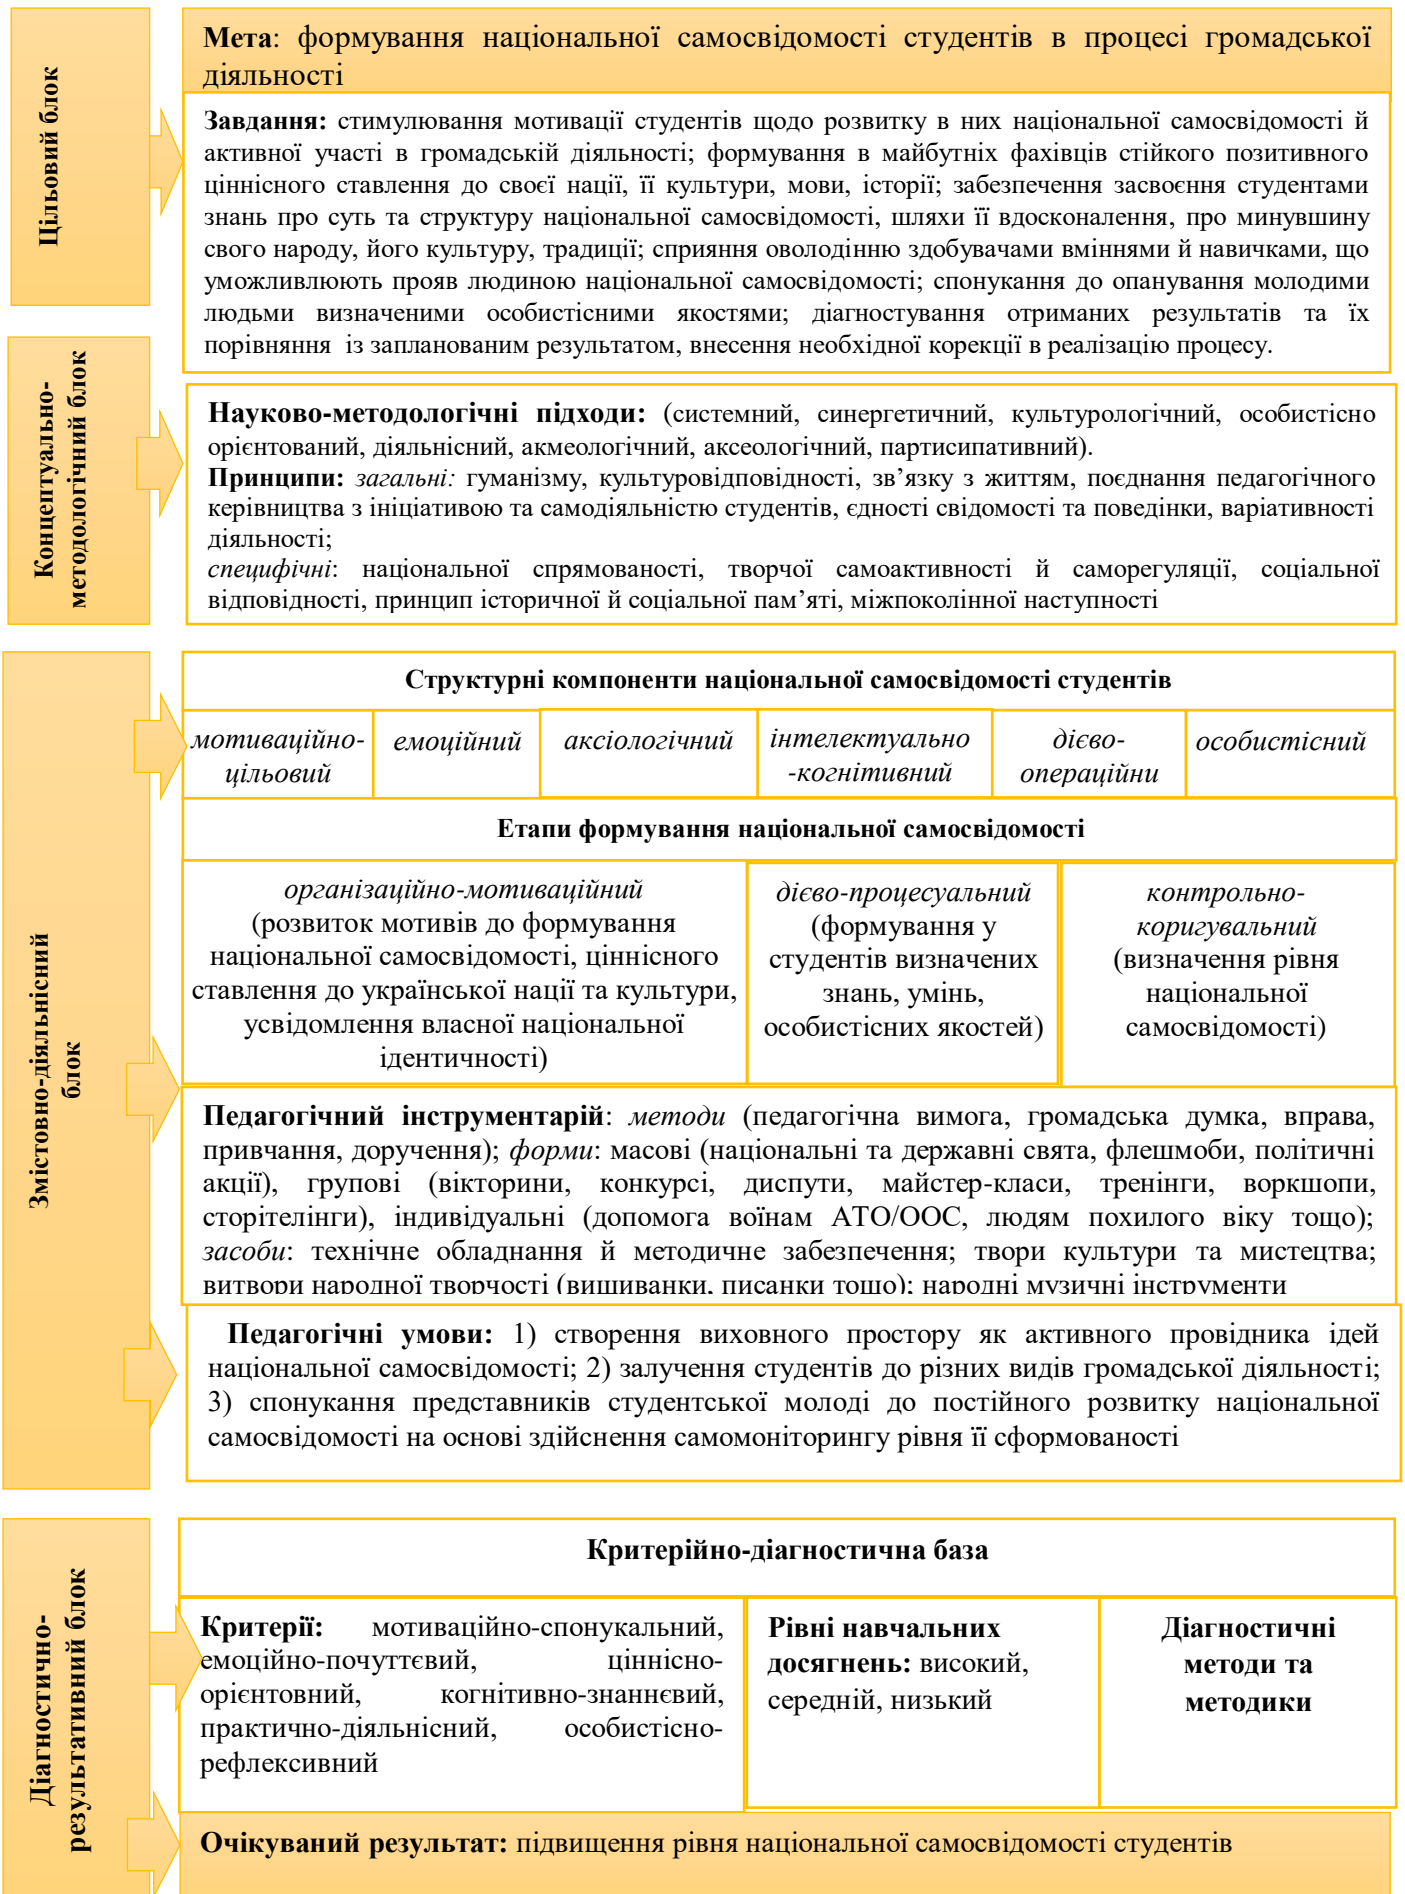 Цільовий блок
Мета: формування національної самосвідомості студентів в процесі громадської
діяльності
Завдання: стимулювання мотивації студентів щодо розвитку в них національної самосвідомості й
активної участі в громадській діяльності; формування в майбутніх фахівців стійкого позитивного
ціннісного ставлення до своєї нації, її культури, мови, історії; забезпечення засвоєння студентами
знань про суть та структуру національної самосвідомості, шляхи її вдосконалення, про минувшину
свого народу, його культуру, традиції; сприяння оволодінню здобувачами вміннями й навичками, що
уможливлюють прояв людиною національної самосвідомості; спонукання до опанування молодими
людьми визначеними особистісними якостями; діагностування отриманих результатів та їх
порівняння із запланованим результатом, внесення необхідної корекції в реалізацію процесу.
Концептуально-
методологічний блок
Науково-методологічні підходи: (системний, синергетичний, культурологічний, особистісно
орієнтований, діяльнісний, акмеологічний, аксеологічний, партисипативний).
Принципи: загальні: гуманізму, культуровідповідності, зв’язку з життям, поєднання педагогічного
керівництва з ініціативою та самодіяльністю студентів, єдності свідомості та поведінки, варіативності
діяльності;
специфічні: національної спрямованості, творчої самоактивності й саморегуляції, соціальної
відповідності, принцип історичної й соціальної пам’яті, міжпоколінної наступності
Змістовно-діяльнісний
блок
Структурні компоненти національної самосвідомості студентів
мотиваційно-
цільовий
емоційний
аксіологічний
інтелектуально
-когнітивний
дієво-
операційни
особистісний
Етапи формування національної самосвідомості
організаційно-мотиваційний
(розвиток мотивів до формування
національної самосвідомості, ціннісного
ставлення до української нації та культури,
усвідомлення власної національної
ідентичності)
дієво-процесуальний
(формування у
студентів визначених
знань, умінь,
особистісних якостей)
контрольно-
коригувальний
(визначення рівня
національної
самосвідомості)
Педагогічний інструментарій: методи (педагогічна вимога, громадська думка, вправа,
привчання, доручення); форми: масові (національні та державні свята, флешмоби, політичні
акції), групові (вікторини, конкурсі, диспути, майстер-класи, тренінги, воркшопи,
сторітелінги), індивідуальні (допомога воїнам АТО/ООС, людям похилого віку тощо);
засоби: технічне обладнання й методичне забезпечення; твори культури та мистецтва;
витвори народної творчості (вишиванки, писанки тощо); народні музичні інструменти
Педагогічні умови: 1) створення виховного простору як активного провідника ідей
національної самосвідомості; 2) залучення студентів до різних видів громадської діяльності;
3) спонукання представників студентської молоді до постійного розвитку національної
самосвідомості на основі здійснення самомоніторингу рівня її сформованості
Діагностично-
результативний блок
Критерійно-діагностична база
Критерії: мотиваційно-спонукальний,
емоційно-почуттєвий, ціннісно-
орієнтовний, когнітивно-знаннєвий,
практично-діяльнісний, особистісно-
рефлексивний
Рівні навчальних
досягнень: високий,
середній, низький
Діагностичні
методи та
методики
Очікуваний результат: підвищення рівня національної самосвідомості студентів